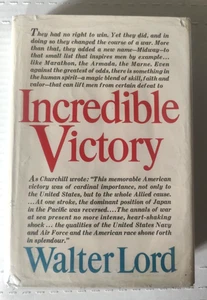 They had no right to win. Yet they did, and in
doing so they changed the course of a war. More
than that, they added a new name—Midway—to
that small list that inspires men by example...
like Marathon, the Armada, the Marne. Even
against the greatest of odds, there is something in
the human spirit—a magic blend of skill, faith and
valor—that can lift men from certain defeat to
Incredible
Victory
As Churchill wrote: "This memorable American
victory was of cardinal importance, not only to
the United States, but to the whole Allied cause.
...At one stroke, the dominant position of Japan
in the Pacific was reversed....The annals of war
at sea present no more intense, heart-shaking
shock ... the qualities of the United States Navy
and Air Force and the American race shone forth
in splendour."
Walter Lord